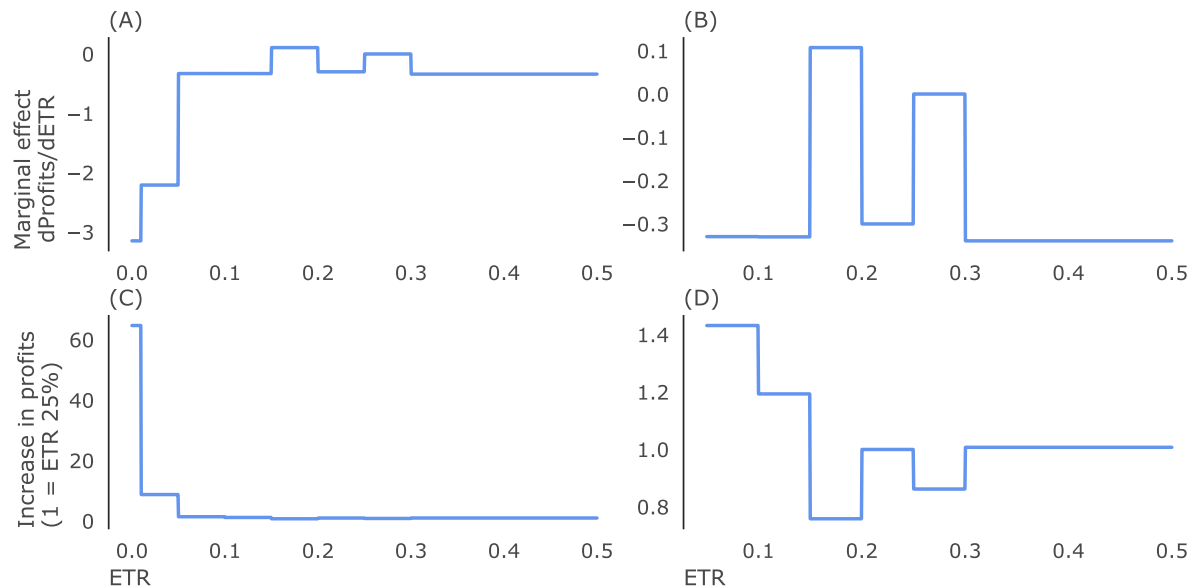 (A)
Marginal effect
dProfits/dETR
0
−1
−2
−3
0.0 0.1 0.2 0.3 0.4 0.5
(B)
0.1
0.0
−0.1
−0.2
−0.3
0.1 0.2 0.3 0.4 0.5
(C)
Increase in profits
(1 = ETR 25%)
60
40
20
0
0.0 0.1 0.2 0.3 0.4 0.5
ETR
(D)
1.4
1.2
1.0
0.8
0.1 0.2 0.3 0.4 0.5
ETR